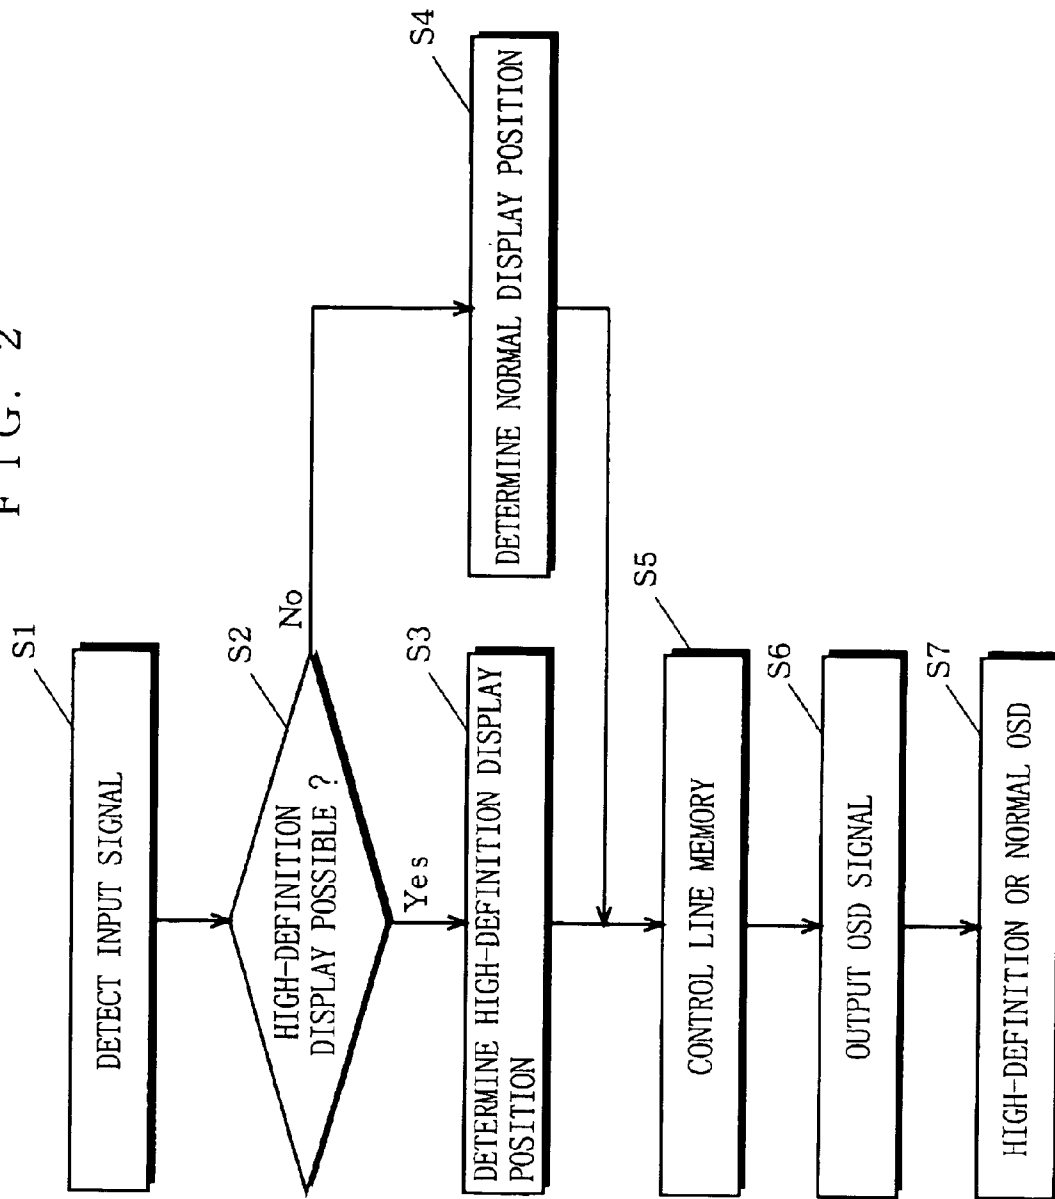 FIG. 2
S1
DETECT INPUT SIGNAL
S2
HIGH-DEFINITION
DISPLAY POSSIBLE ?
No
Yes
S3
DETERMINE HIGH-DEFINITION DISPLAY
POSITION
S4
DETERMINE NORMAL DISPLAY POSITION
S5
CONTROL LINE MEMORY
S6
OUTPUT OSD SIGNAL
S7
HIGH-DEFINITION OR NORMAL OSD